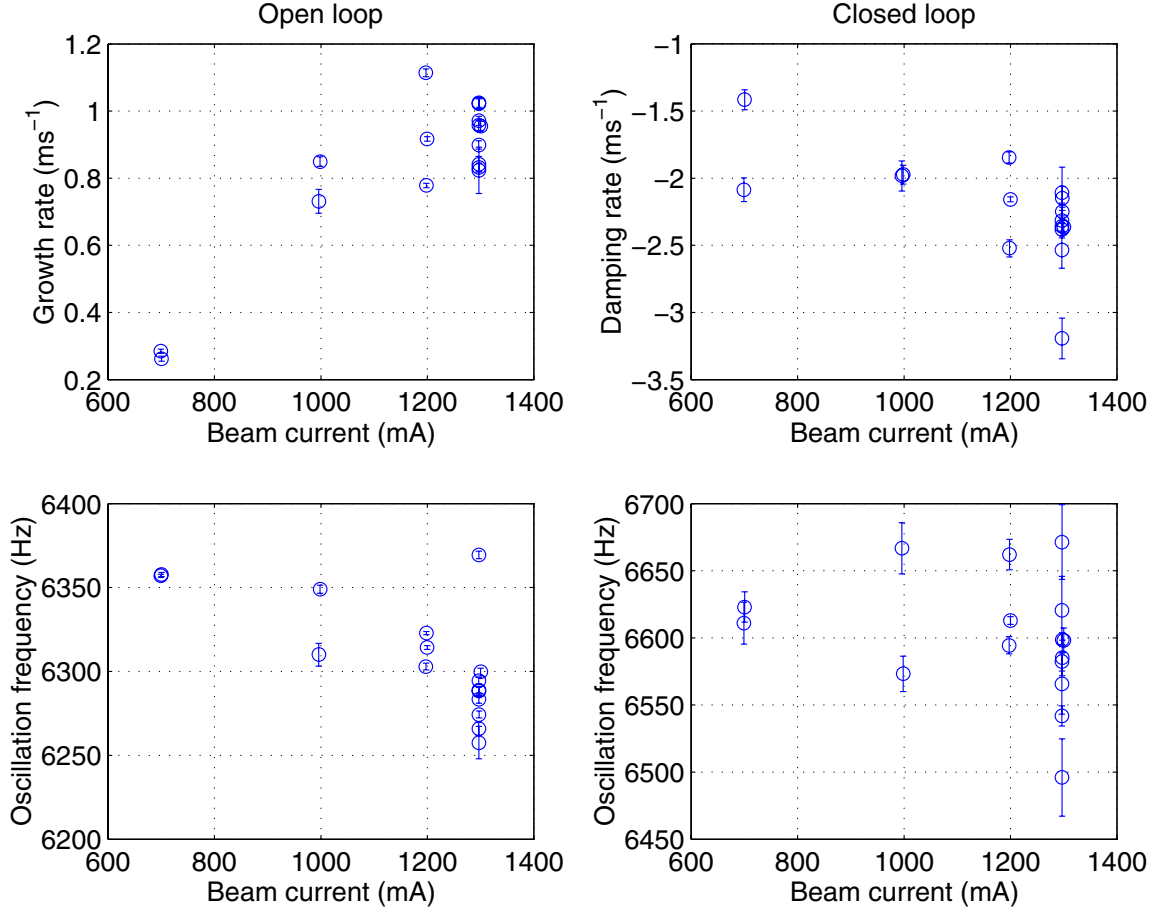 Open loop
Growth rate (ms⁻¹)
1.2
1
0.8
0.6
0.4
0.2
600 800 1000 1200 1400
Beam current (mA)
Closed loop
Damping rate (ms⁻¹)
−1
−1.5
−2
−2.5
−3
−3.5
600 800 1000 1200 1400
Beam current (mA)
Oscillation frequency (Hz)
6400
6350
6300
6250
6200
600 800 1000 1200 1400
Beam current (mA)
Oscillation frequency (Hz)
6700
6650
6600
6550
6500
6450
600 800 1000 1200 1400
Beam current (mA)